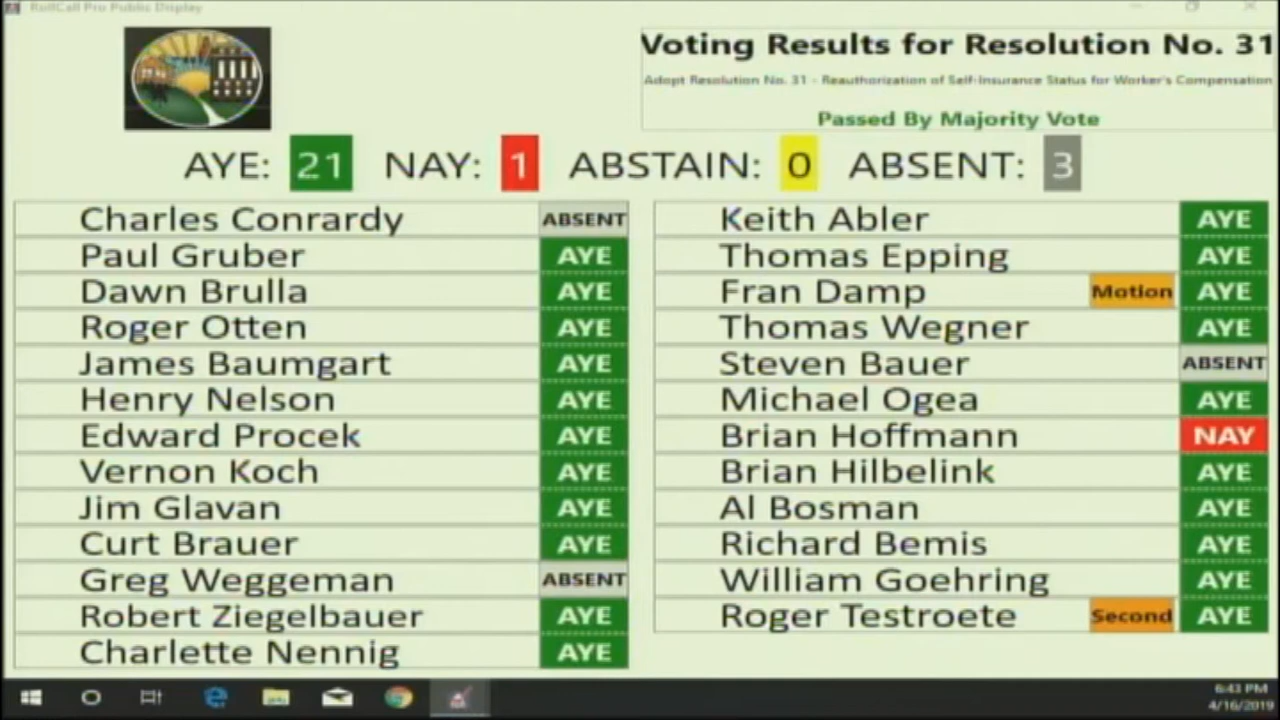 RollCall Pro Public Display
Voting Results for Resolution No. 31
Adopt Resolution No. 31 - Reauthorization of Self-Insurance Status for Worker's Compensation
Passed By Majority Vote
AYE: 21 NAY: 1 ABSTAIN: 0 ABSENT: 3
Charles Conrardy ABSENT
Paul Gruber AYE
Dawn Brulla AYE
Roger Otten AYE
James Baumgart AYE
Henry Nelson AYE
Edward Procek AYE
Vernon Koch AYE
Jim Glavan AYE
Curt Brauer AYE
Greg Weggeman ABSENT
Robert Ziegelbauer AYE
Charlette Nennig AYE
Keith Abler AYE
Thomas Epping AYE
Fran Damp Motion AYE
Thomas Wegner AYE
Steven Bauer ABSENT
Michael Ogea AYE
Brian Hoffmann NAY
Brian Hilbelink AYE
Al Bosman AYE
Richard Bemis AYE
William Goehring AYE
Roger Testroete Second AYE
6:43 PM
4/16/2019